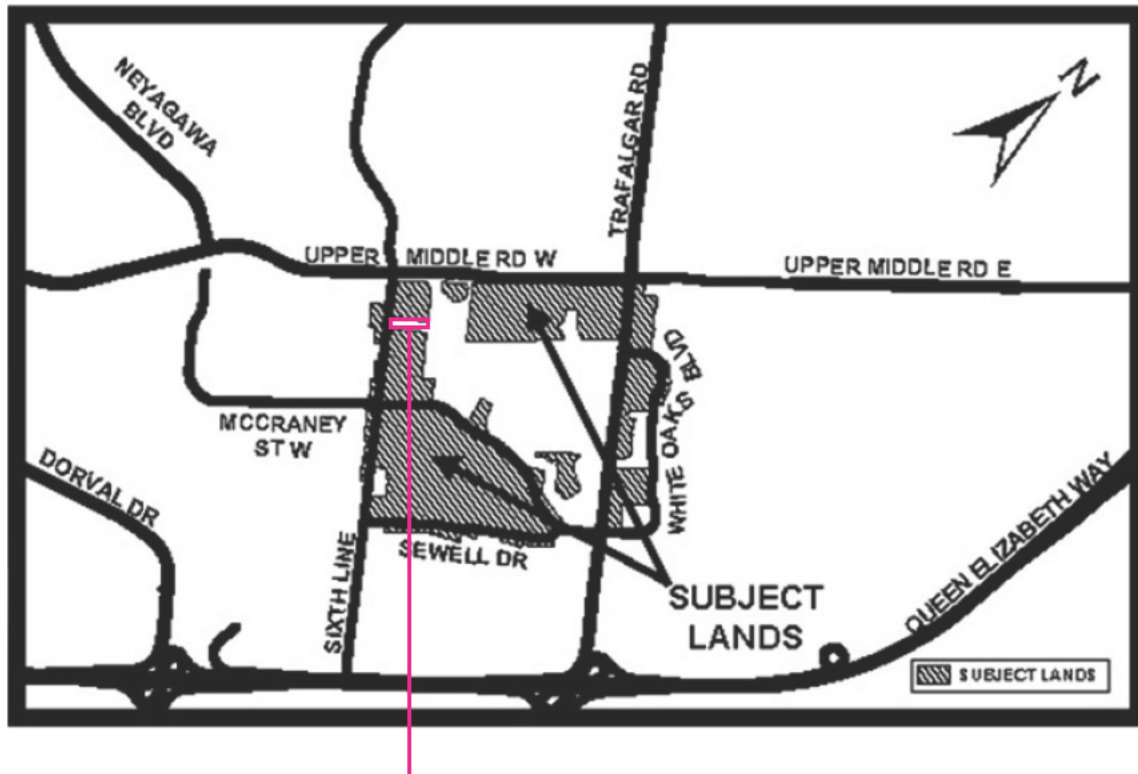 NEYAGAWA
BLVD
TRAFALGAR RD
N
UPPER MIDDLE RD W
UPPER MIDDLE RD E
WHITE OAKS BLVD
MCCRANEY
ST W
DORVAL DR
SEWELL DR
SIXTH LINE
QUEEN ELIZABETH WAY
SUBJECT
LANDS
SUBJECT LANDS